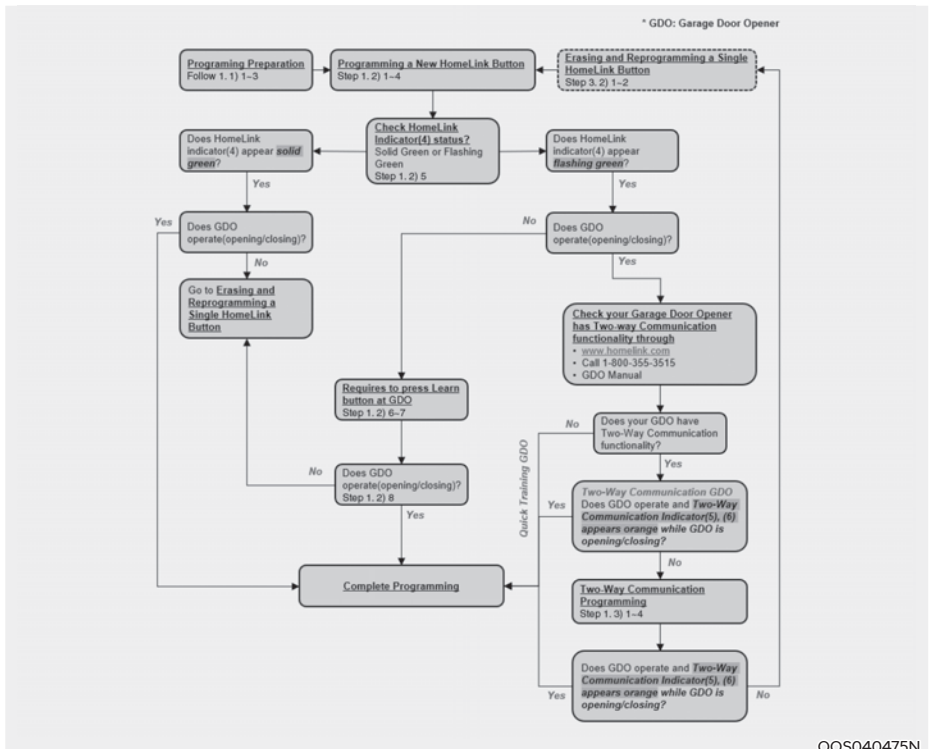 * GDO: Garage Door Opener
Programing Preparation
Follow 1. 1) 1~3
Programming a New HomeLink Button
Step 1. 2) 1~4
Erasing and Reprogramming a Single
HomeLink Button
Step 3. 2) 1~2
Check HomeLink
Indicator(4) status?
Solid Green or Flashing
Green
Step 1. 2) 5
Does HomeLink
indicator(4) appear solid
green?
Does HomeLink
indicator(4) appear
flashing green?
Yes
Yes
Yes
Does GDO
operate(opening/closing)?
No
Does GDO
operate(opening/closing)?
No
Yes
Go to Erasing and
Reprogramming a
Single HomeLink
Button
Check your Garage Door Opener
has Two-way Communication
functionality through
• www.homelink.com
• Call 1-800-355-3515
• GDO Manual
Requires to press Learn
button at GDO
Step 1. 2) 6~7
No
Does your GDO have
Two-Way Communication
functionality?
Quick Training GDO
Yes
No
Does GDO
operate(opening/closing)?
Step 1. 2) 8
Yes
Yes
Two-Way Communication GDO
Does GDO operate and Two-Way
Communication Indicator(5), (6)
appears orange while GDO is
opening/closing?
No
Complete Programming
Two-Way Communication
Programming
Step 1. 3) 1~4
Does GDO operate and Two-Way
Communication Indicator(5), (6)
appears orange while GDO is
opening/closing?
Yes
No
OOS040475N